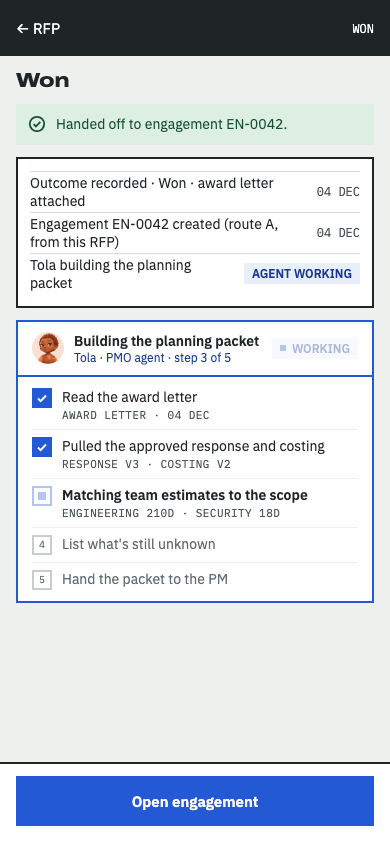 ← RFP
WON
Won
Handed off to engagement EN-0042.
Outcome recorded · Won · award letter
attached
04 DEC
Engagement EN-0042 created (route A,
from this RFP)
04 DEC
Tola building the planning
packet
AGENT WORKING
Building the planning packet
Tola · PMO agent · step 3 of 5
WORKING
Read the award letter
AWARD LETTER · 04 DEC
Pulled the approved response and costing
RESPONSE V3 · COSTING V2
Matching team estimates to the scope
ENGINEERING 210D · SECURITY 18D
4 List what's still unknown
5 Hand the packet to the PM
Open engagement